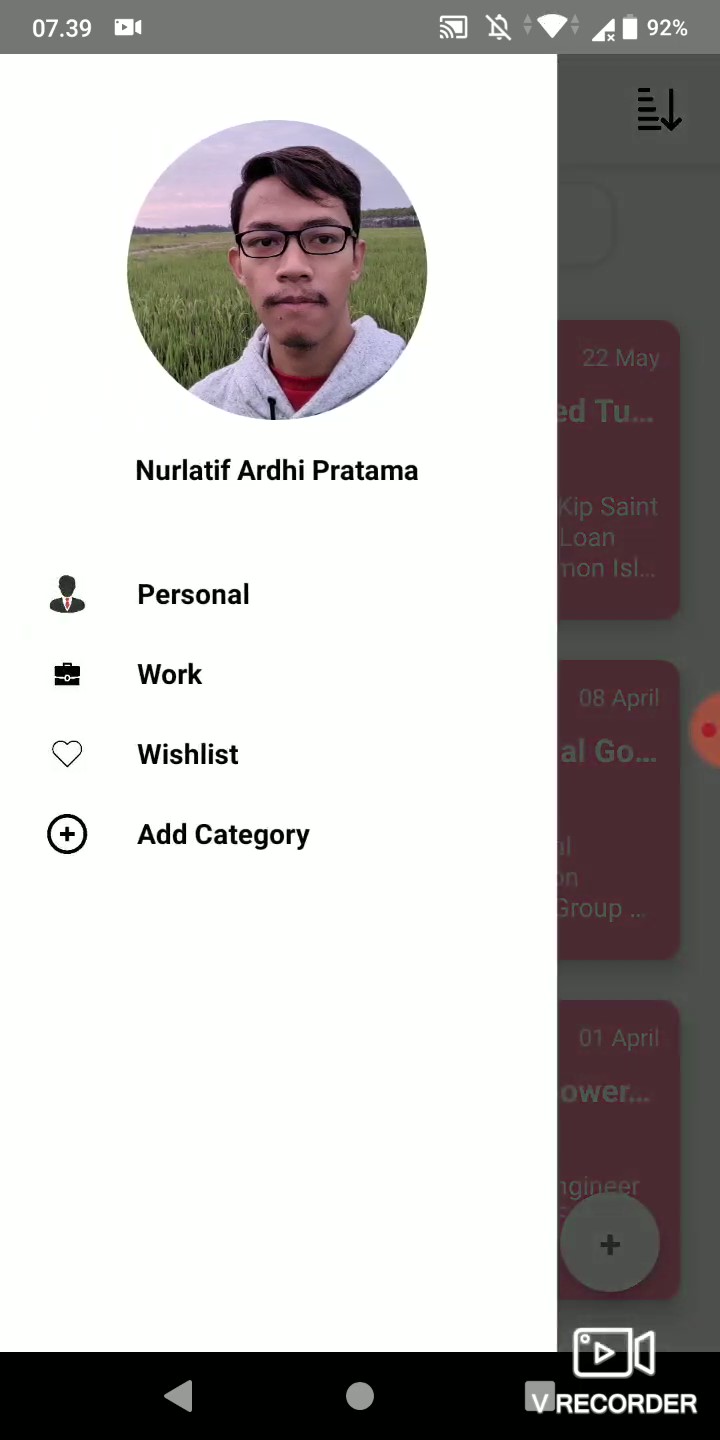 07.39
92%
22 May
ed Tu...
Kip Saint
Loan
mon Isl...
Nurlatif Ardhi Pratama
Personal
Work
Wishlist
Add Category
08 April
al Go...
al
on
Group ...
01 April
ower...
ngineer
V RECORDER